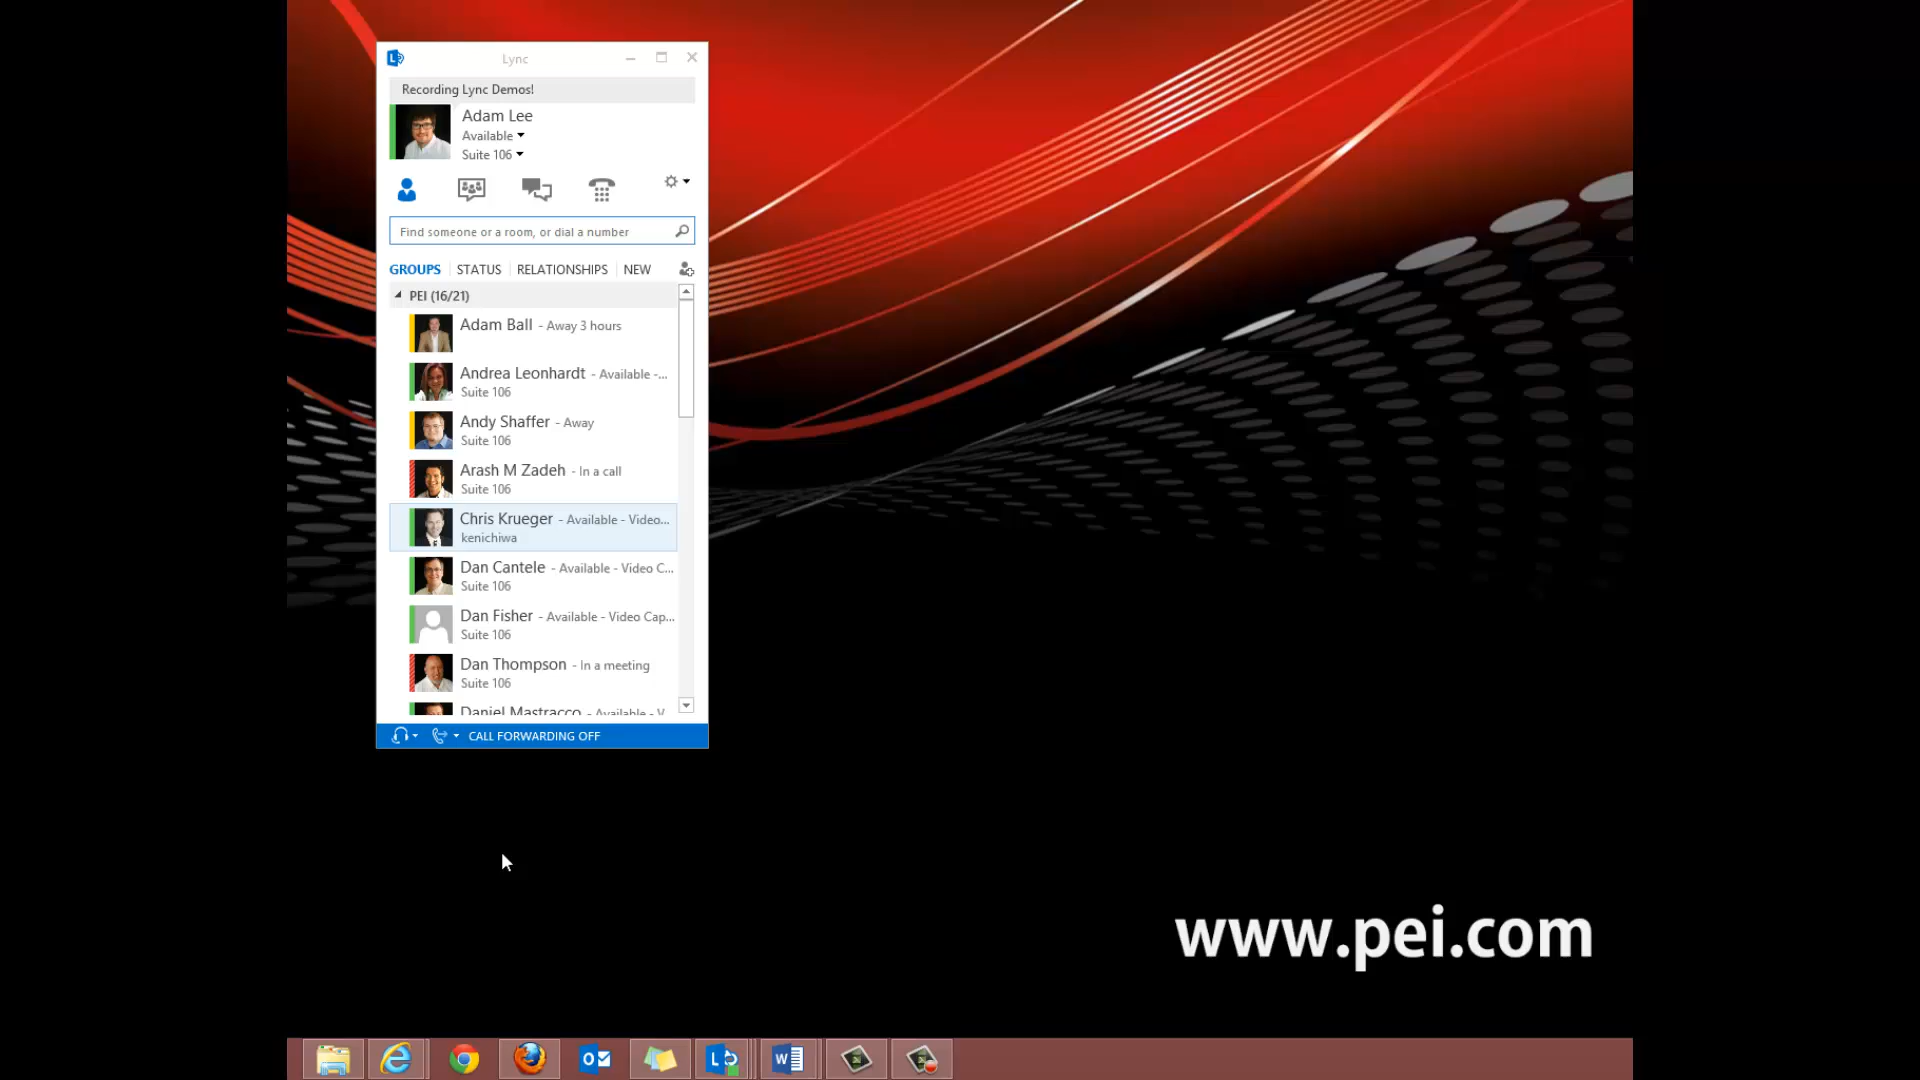 Lync
Recording Lync Demos!
Adam Lee
Available
Suite 106
Find someone or a room, or dial a number
GROUPS STATUS RELATIONSHIPS NEW
PEI (16/21)
Adam Ball - Away 3 hours
Andrea Leonhardt - Available -...
Suite 106
Andy Shaffer - Away
Suite 106
Arash M Zadeh - In a call
Suite 106
Chris Krueger - Available - Video...
kenichiwa
Dan Cantele - Available - Video C...
Suite 106
Dan Fisher - Available - Video Cap...
Suite 106
Dan Thompson - In a meeting
Suite 106
Daniel Mastracco - Available - V
CALL FORWARDING OFF
www.pei.com